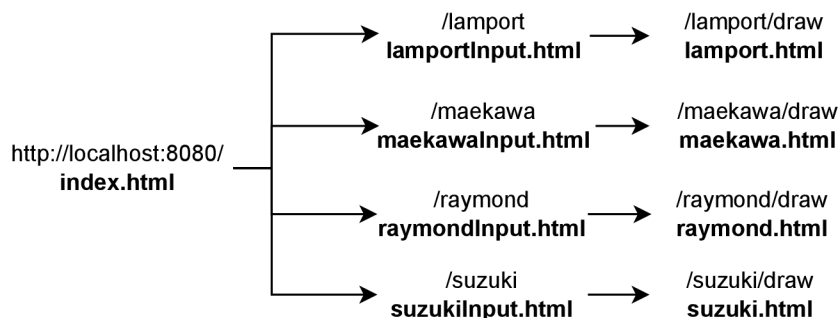 /lamport
lamportInput.html
/lamport/draw
lamport.html
/maekawa
maekawaInput.html
/maekawa/draw
maekawa.html
http://localhost:8080/
index.html
/raymond
raymondInput.html
/raymond/draw
raymond.html
/suzuki
suzukiInput.html
/suzuki/draw
suzuki.html